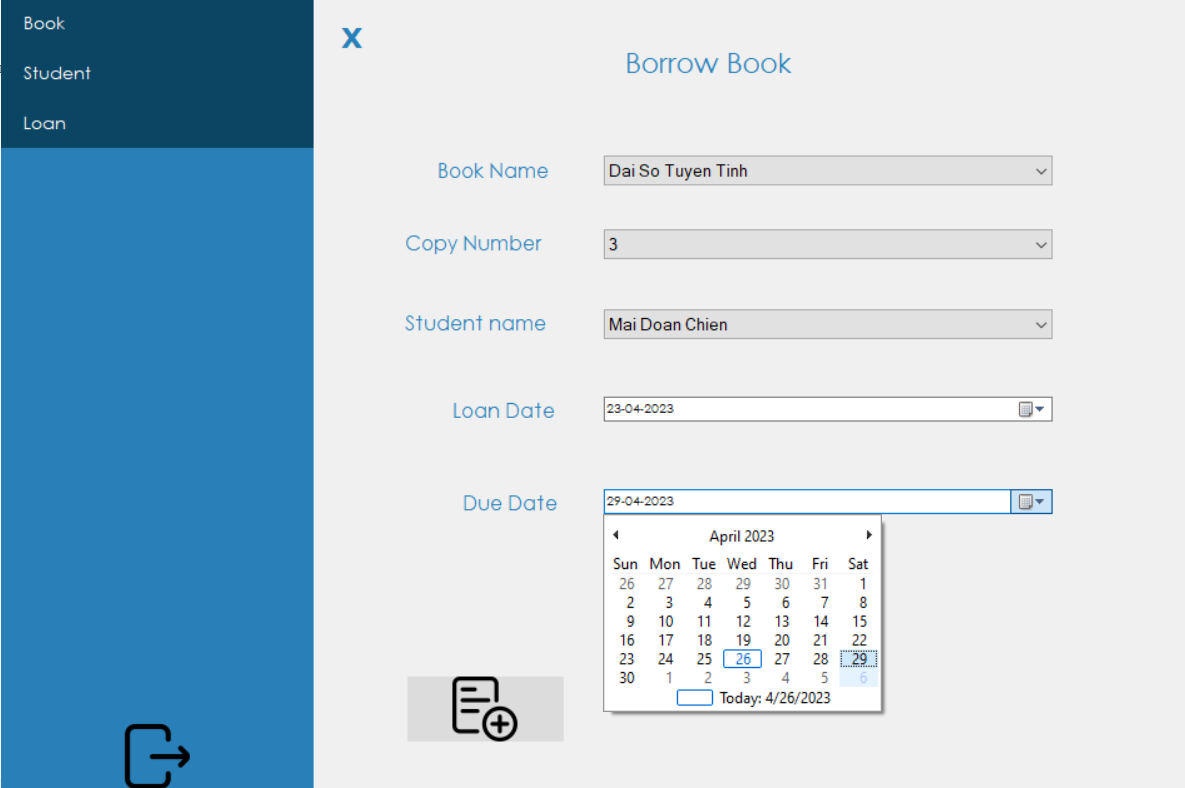 Book
Student
Loan
X
Borrow Book
Book Name
Dai So Tuyen Tinh
Copy Number
3
Student name
Mai Doan Chien
Loan Date
23-04-2023
Due Date
29-04-2023
April 2023
Sun Mon Tue Wed Thu Fri Sat
26 27 28 29 30 31 1
2 3 4 5 6 7 8
9 10 11 12 13 14 15
16 17 18 19 20 21 22
23 24 25 26 27 28 29
30 1 2 3 4 5 6
Today: 4/26/2023